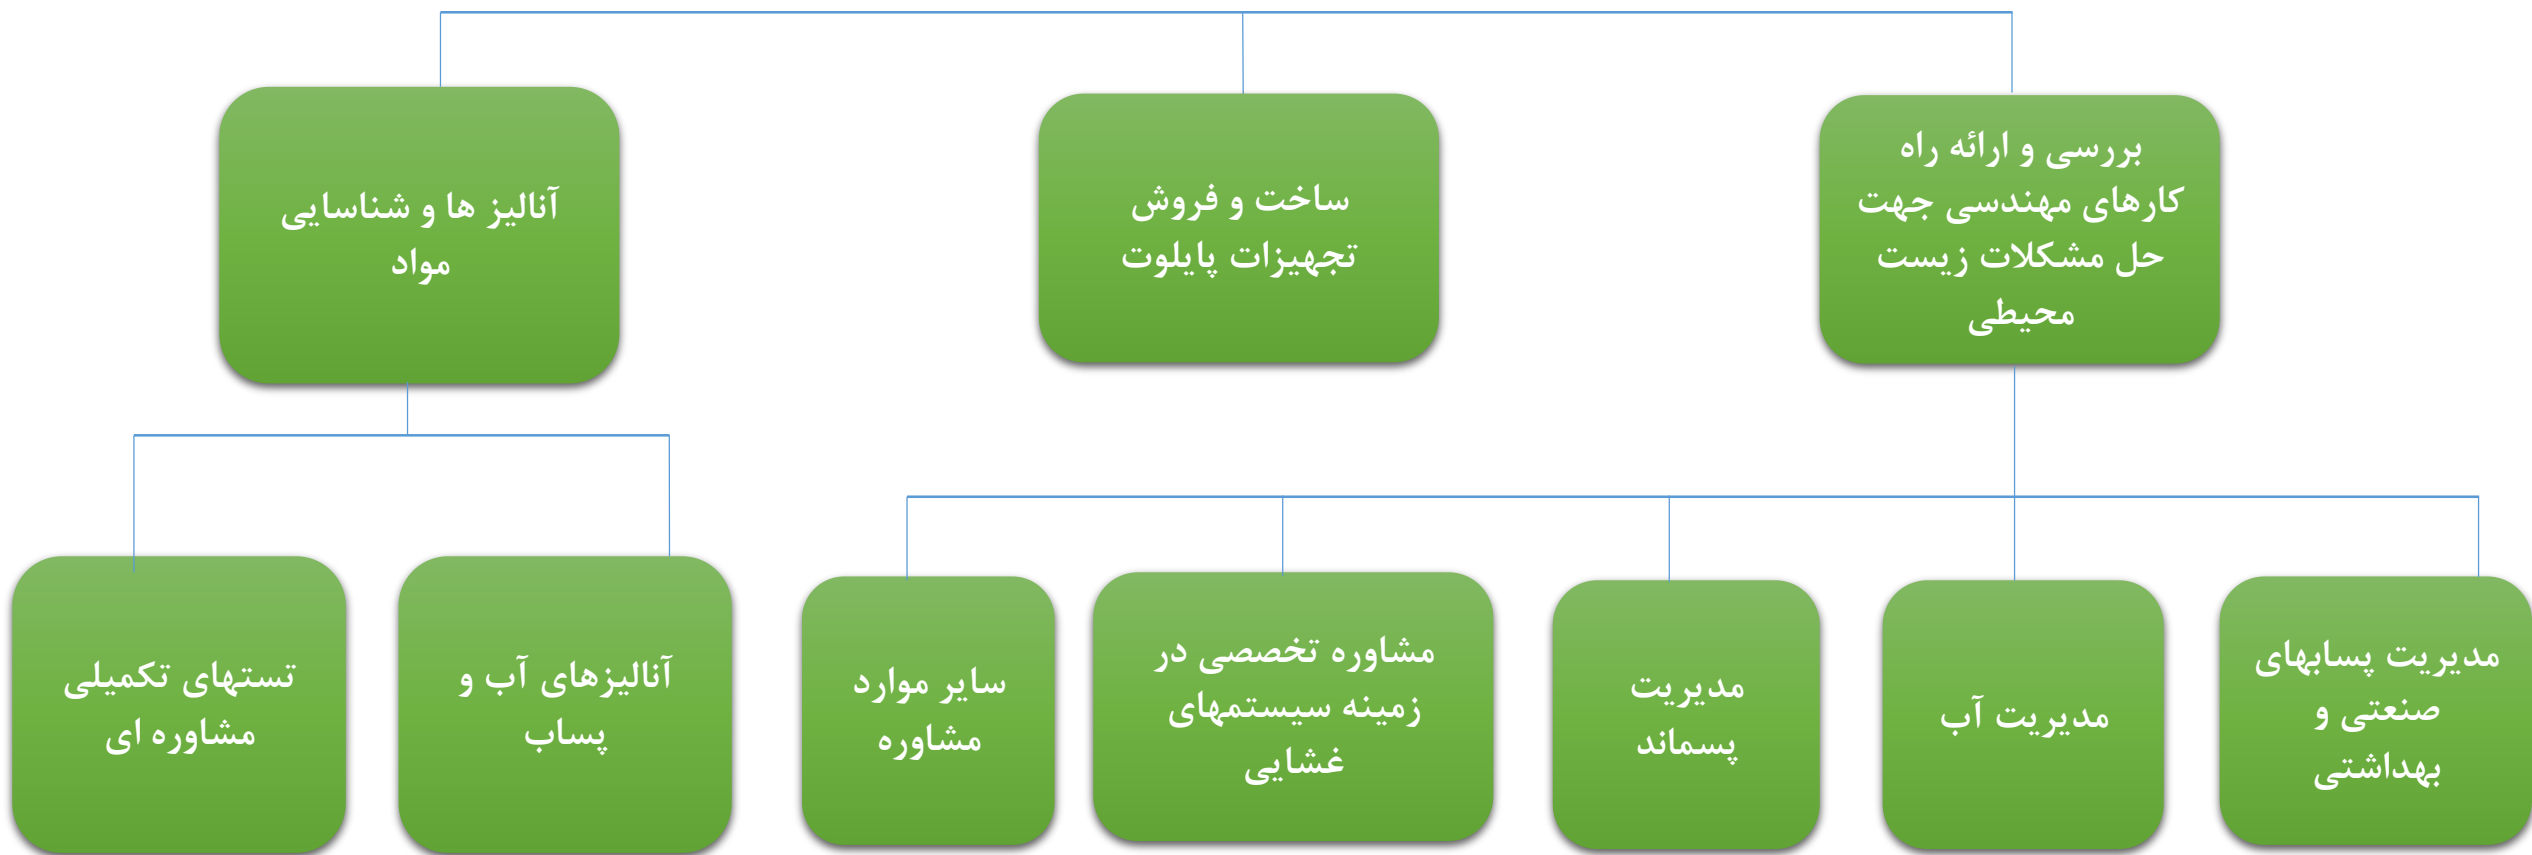 بررسی و ارائه راه
کارهای مهندسی جهت
حل مشکلات زیست
محیطی
ساخت و فروش
تجهیزات پایلوت
آنالیز ها و شناسایی
مواد
مدیریت پسابهای
صنعتی و
بهداشتی
مدیریت آب
مدیریت
پسماند
مشاوره تخصصی در
زمینه سیستمهای
غشایی
سایر موارد
مشاوره
آنالیزهای آب و
پساب
تستهای تکمیلی
مشاوره ای